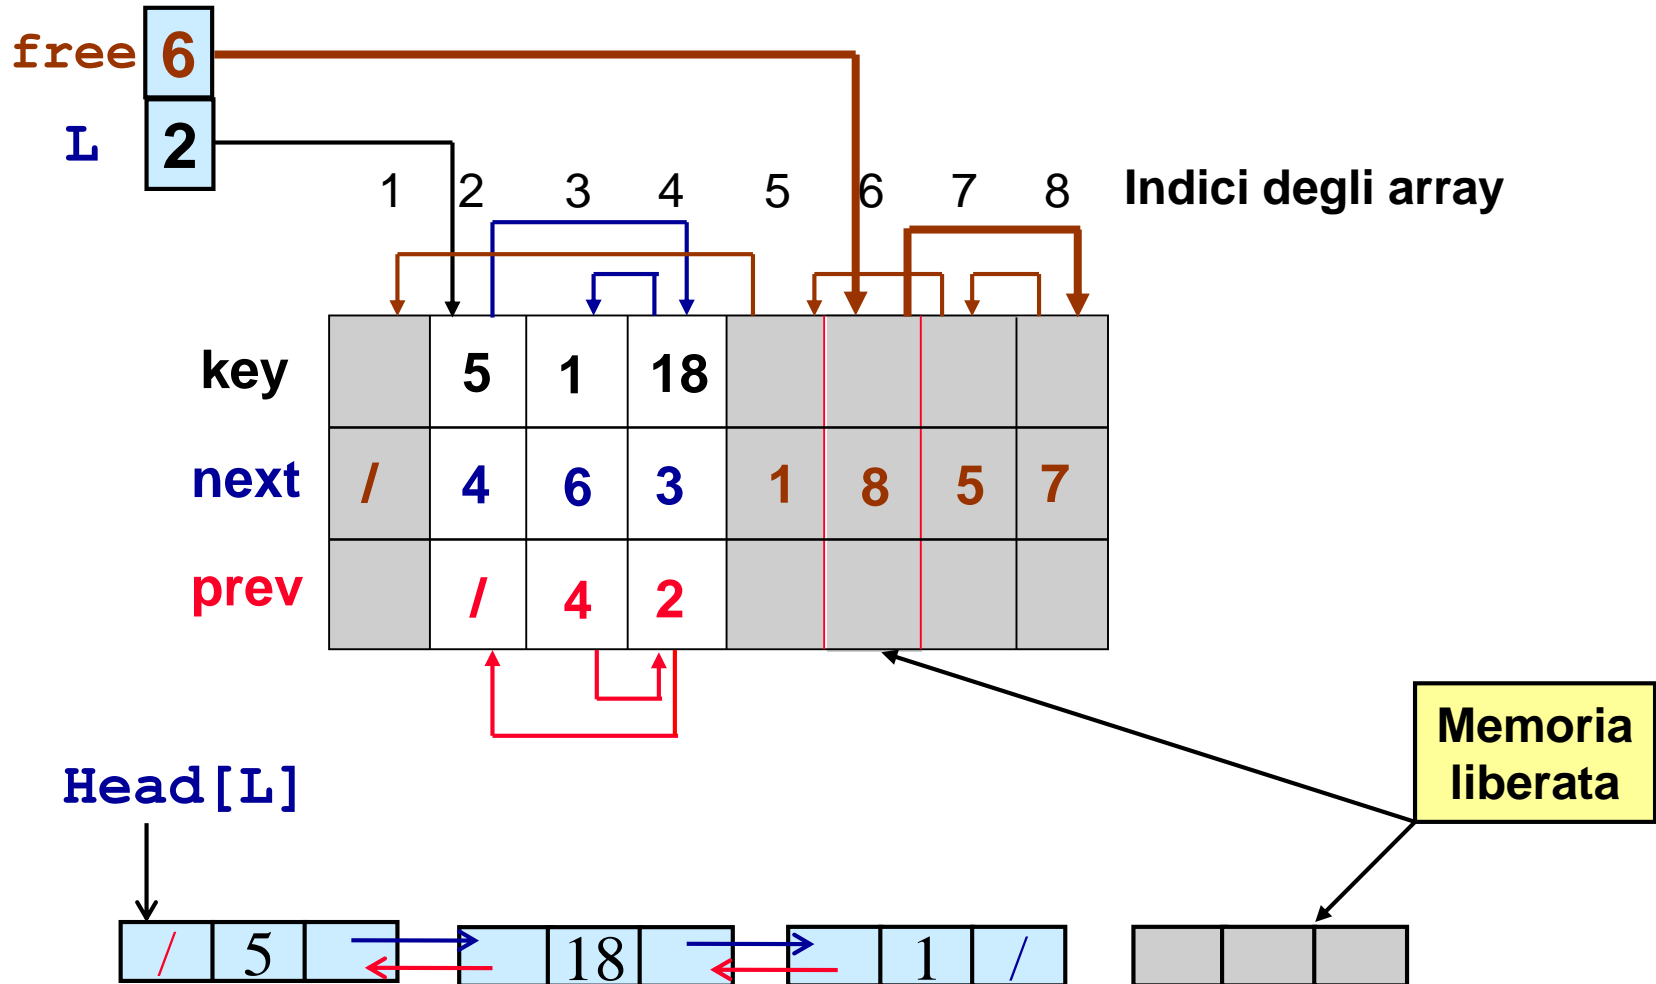 free 6
L 2
1 2 3 4 5 6 7 8 Indici degli array
key 5 1 18
next / 4 6 3 1 8 5 7
prev / 4 2
Memoria
liberata
Head[L]
/ 5 18 1 /